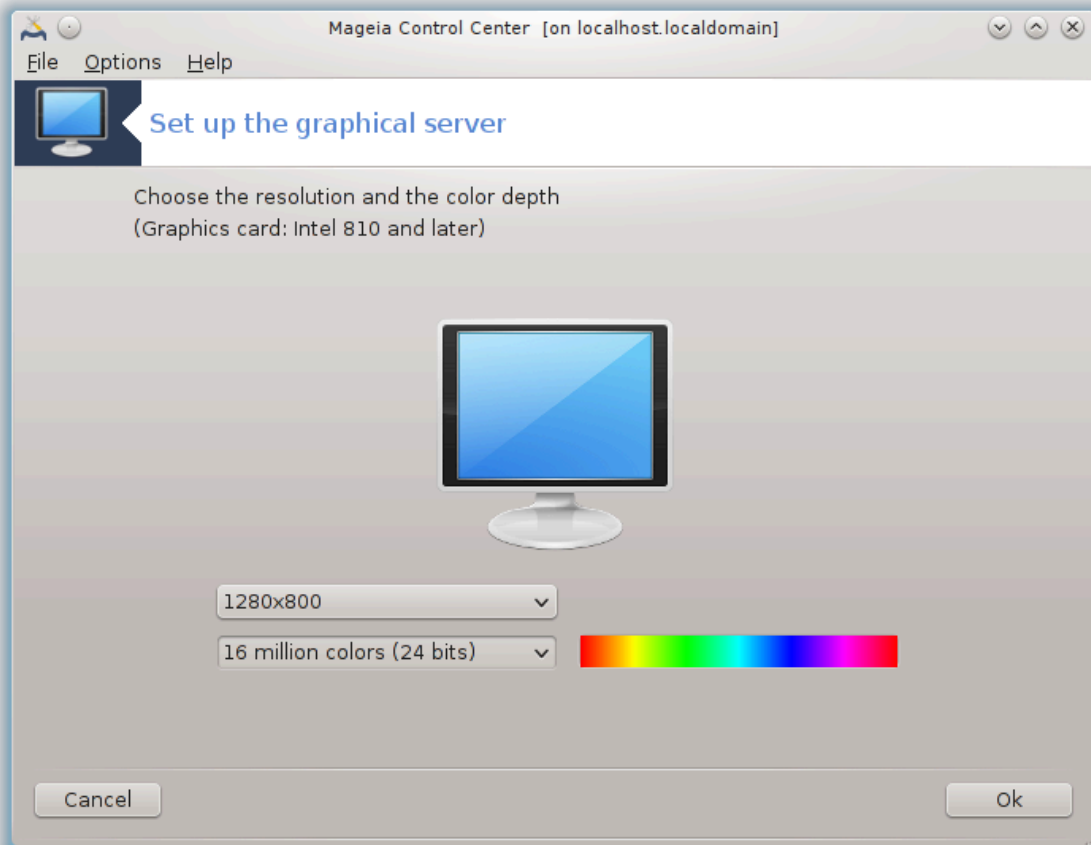 Mageia Control Center [on localhost.localdomain]
File Options Help
Set up the graphical server
Choose the resolution and the color depth
(Graphics card: Intel 810 and later)
1280x800
16 million colors (24 bits)
Cancel Ok